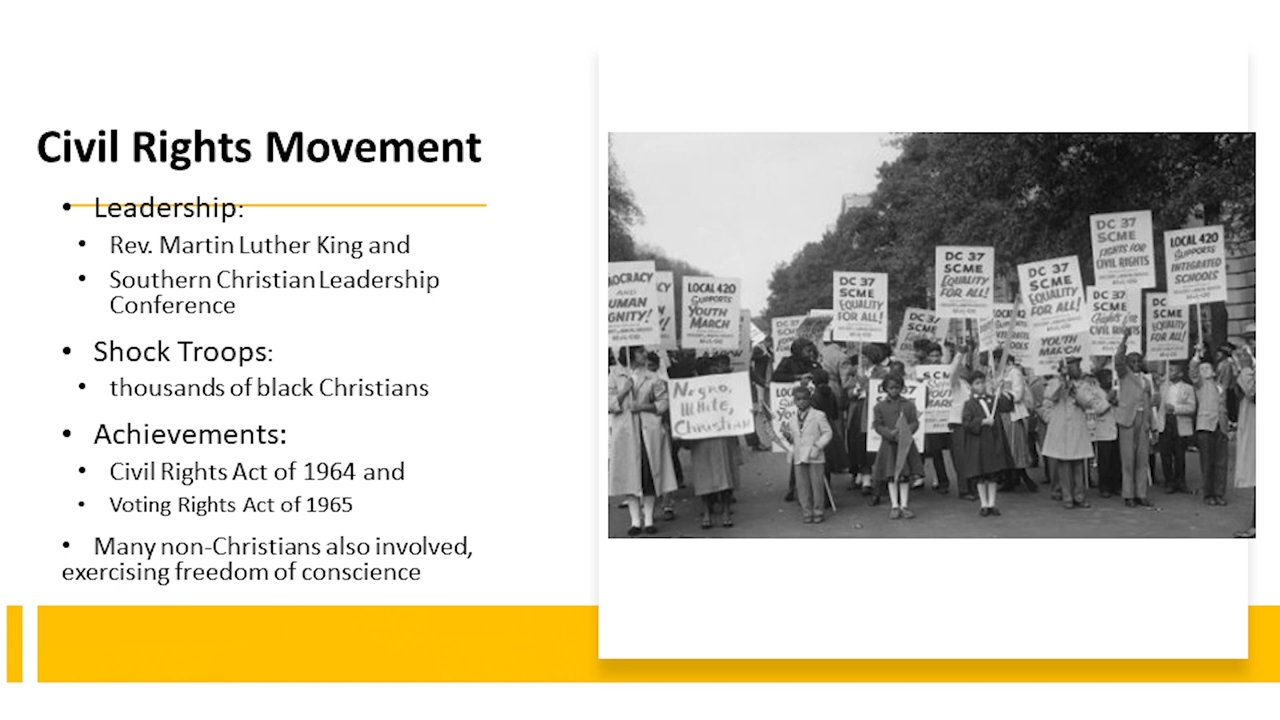 Civil Rights Movement
• Leadership:
• Rev. Martin Luther King and
• Southern Christian Leadership
Conference
• Shock Troops:
• thousands of black Christians
• Achievements:
• Civil Rights Act of 1964 and
• Voting Rights Act of 1965
• Many non-Christians also involved,
exercising freedom of conscience
LOCAL 420
SUPPORTS
YOUTH
MARCH
Negro,
White,
Christian
DC 37
SCME
EQUALITY
FOR ALL!
DC 37
SCME
EQUALITY
FOR ALL!
DC 37
SCME
EQUALITY
FOR ALL!
YOUTH
MARCH
DC 37
SCME
RIGHTS FOR
CIVIL RIGHTS
DC 37
SCME
Rights for
CIVIL RIGHTS
DC 37
SCME
EQUALITY
FOR ALL!
LOCAL 420
SUPPORTS
INTEGRATED
SCHOOLS